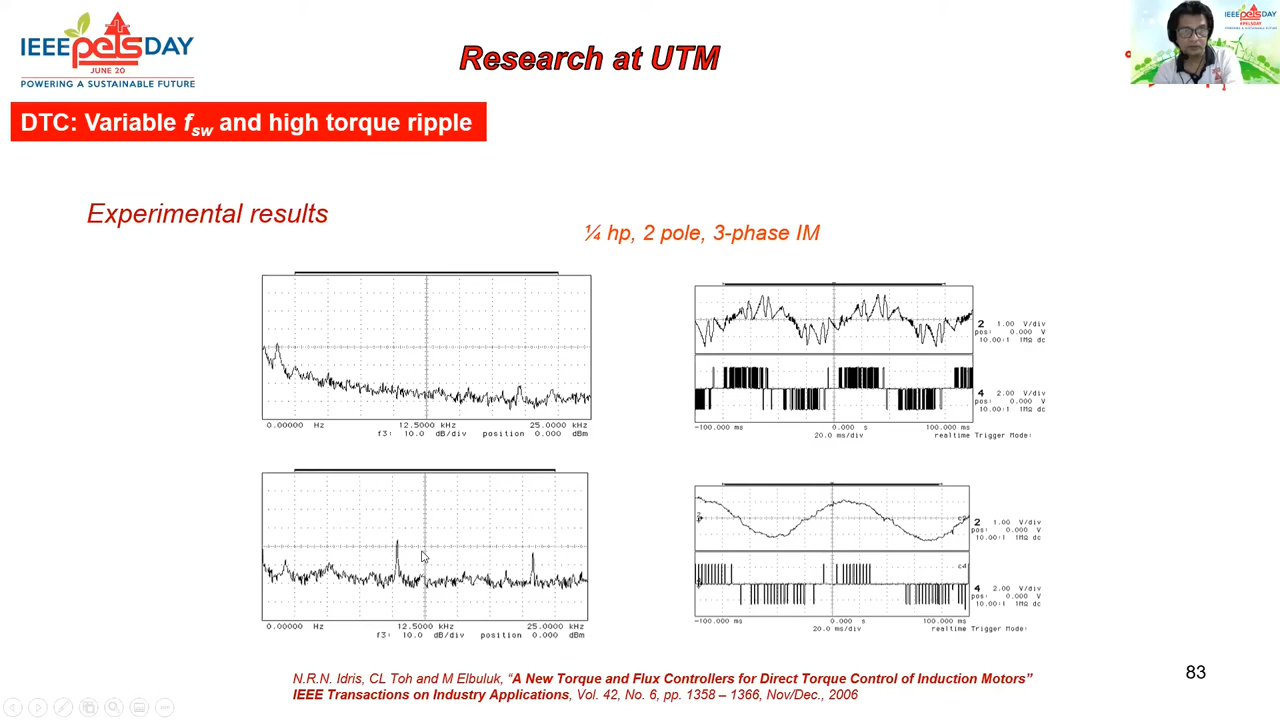 IEEE pels DAY
JUNE 20
POWERING A SUSTAINABLE FUTURE
Research at UTM
IEEE pels DAY
DTC: Variable fsw and high torque ripple
Experimental results
¼ hp, 2 pole, 3-phase IM
0.00000 Hz 12.5000 kHz 25.0000 kHz
f3: 10.0 dB/div position 0.000 dBm
2 1.00 V/div
pos: 0.000 V
10.00:1 1MΩ dc
4 2.00 V/div
pos: 0.000 V
10.00:1 1MΩ dc
-100.000 ms 0.000 s 100.000 ms
20.0 ms/div realtime Trigger Mode:
0.00000 Hz 12.5000 kHz 25.0000 kHz
f3: 10.0 dB/div position 0.000 dBm
2 1.00 V/div
pos: 0.000 V
10.00:1 1MΩ dc
c4
4 2.00 V/div
pos: 0.000 V
10.00:1 1MΩ dc
-100.000 ms 0.000 s 100.000 ms
20.0 ms/div realtime Trigger Mode:
N.R.N. Idris, CL Toh and M Elbuluk, “A New Torque and Flux Controllers for Direct Torque Control of Induction Motors”
IEEE Transactions on Industry Applications, Vol. 42, No. 6, pp. 1358 – 1366, Nov/Dec., 2006
83